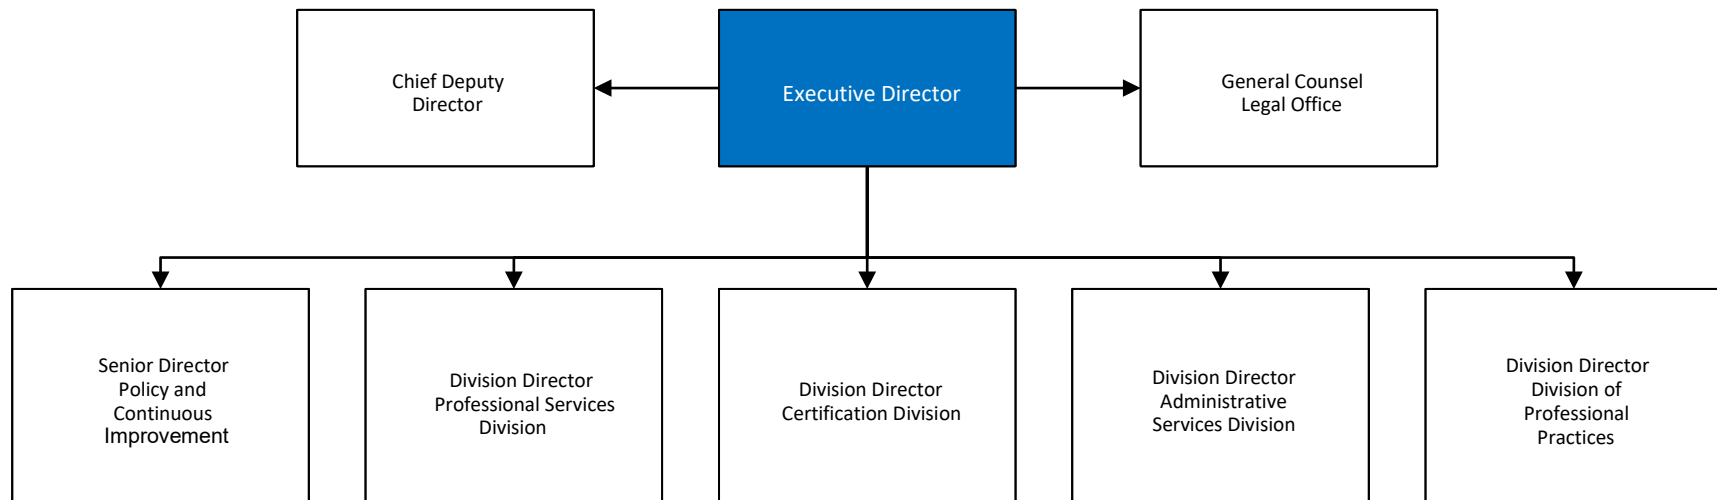 Chief Deputy
Director
Executive Director
General Counsel
Legal Office
Senior Director
Policy and
Continuous
Improvement
Division Director
Professional Services
Division
Division Director
Certification Division
Division Director
Administrative
Services Division
Division Director
Division of
Professional
Practices